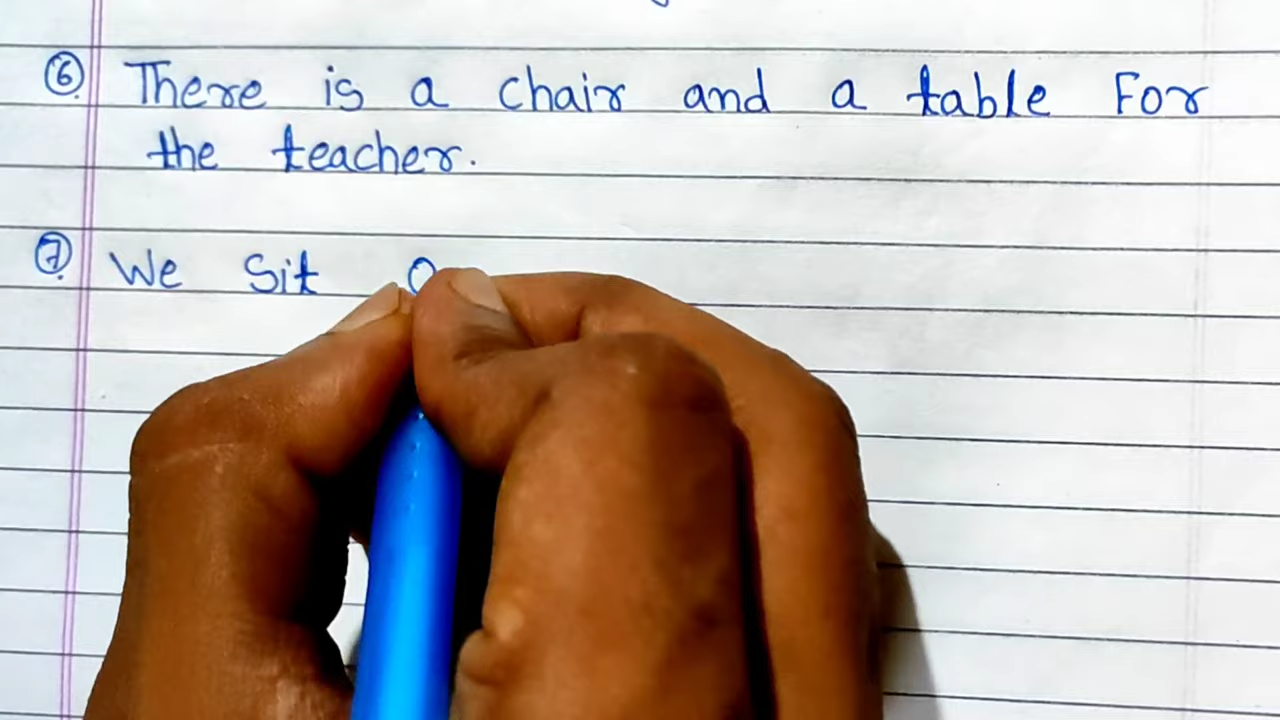 ⑥ There is a chair and a table For
the teacher.
⑦ We Sit o